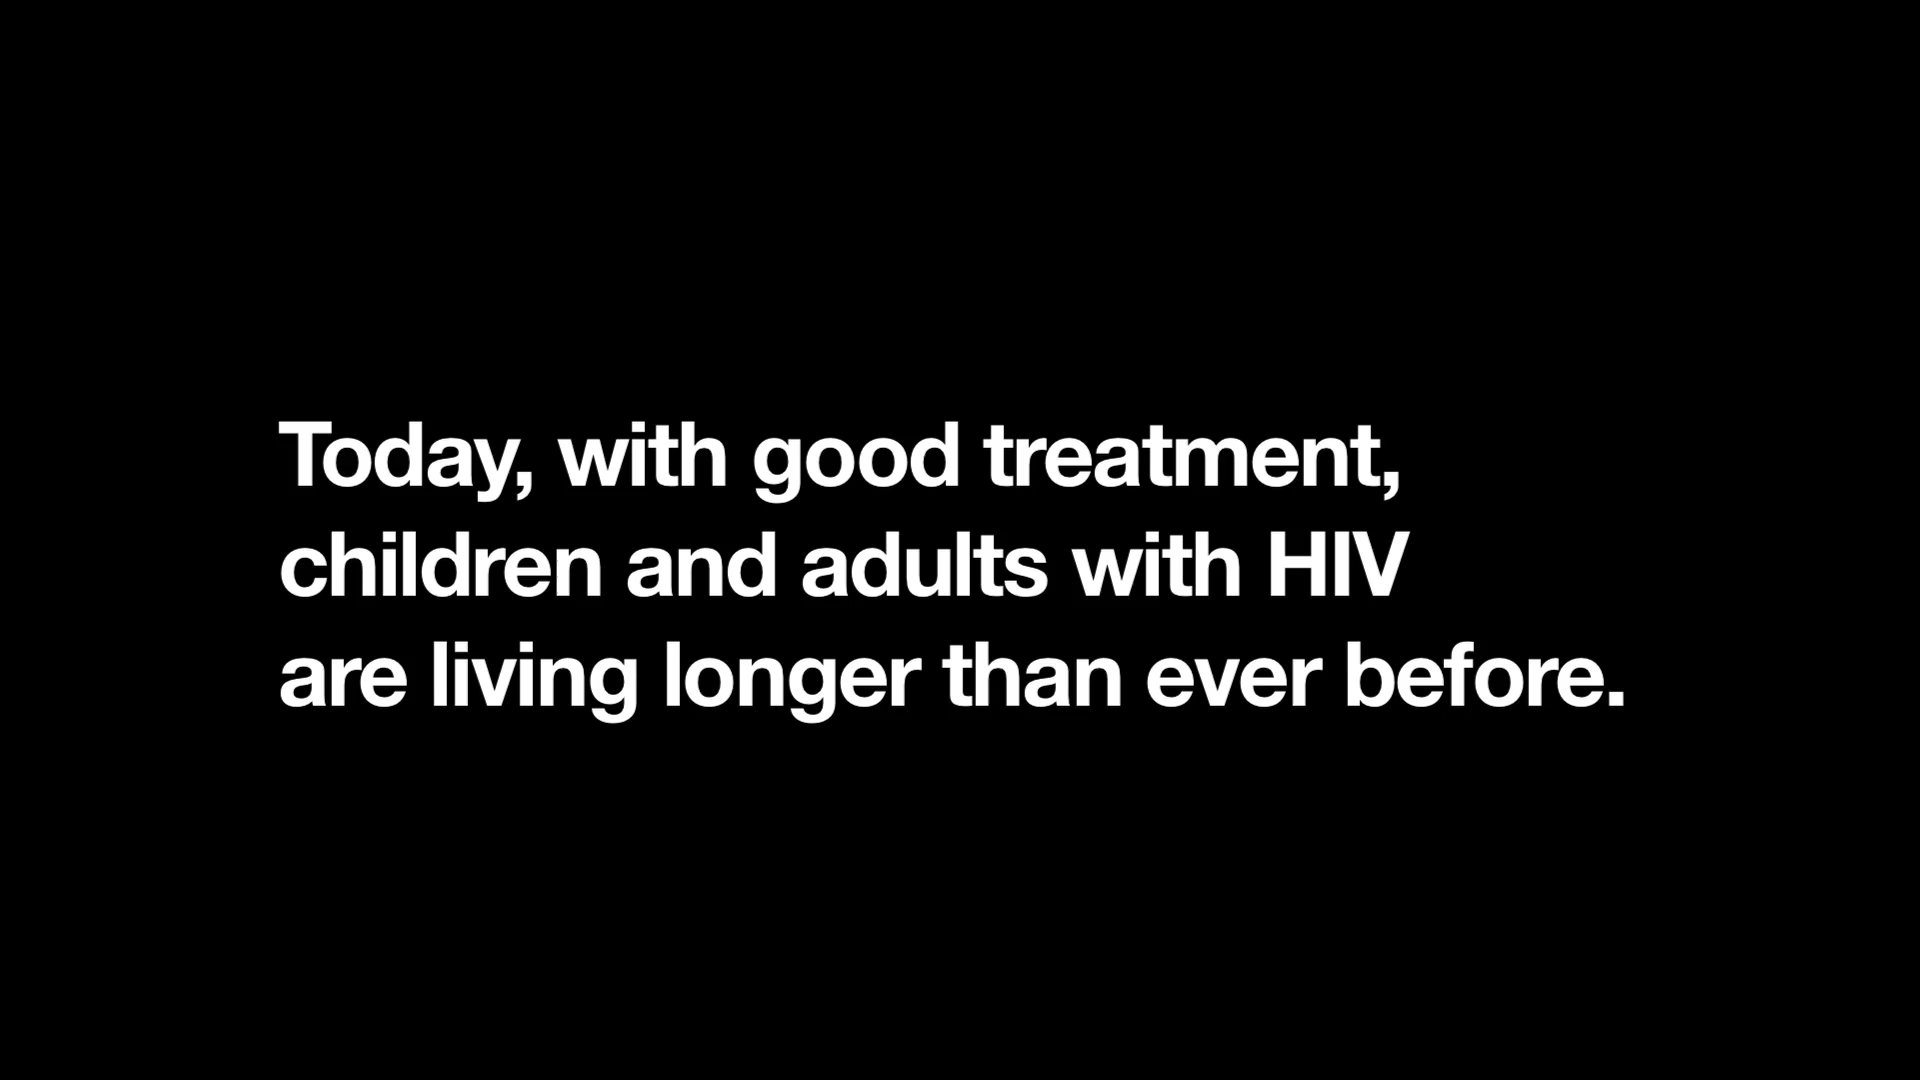 Today, with good treatment,
children and adults with HIV
are living longer than ever before.